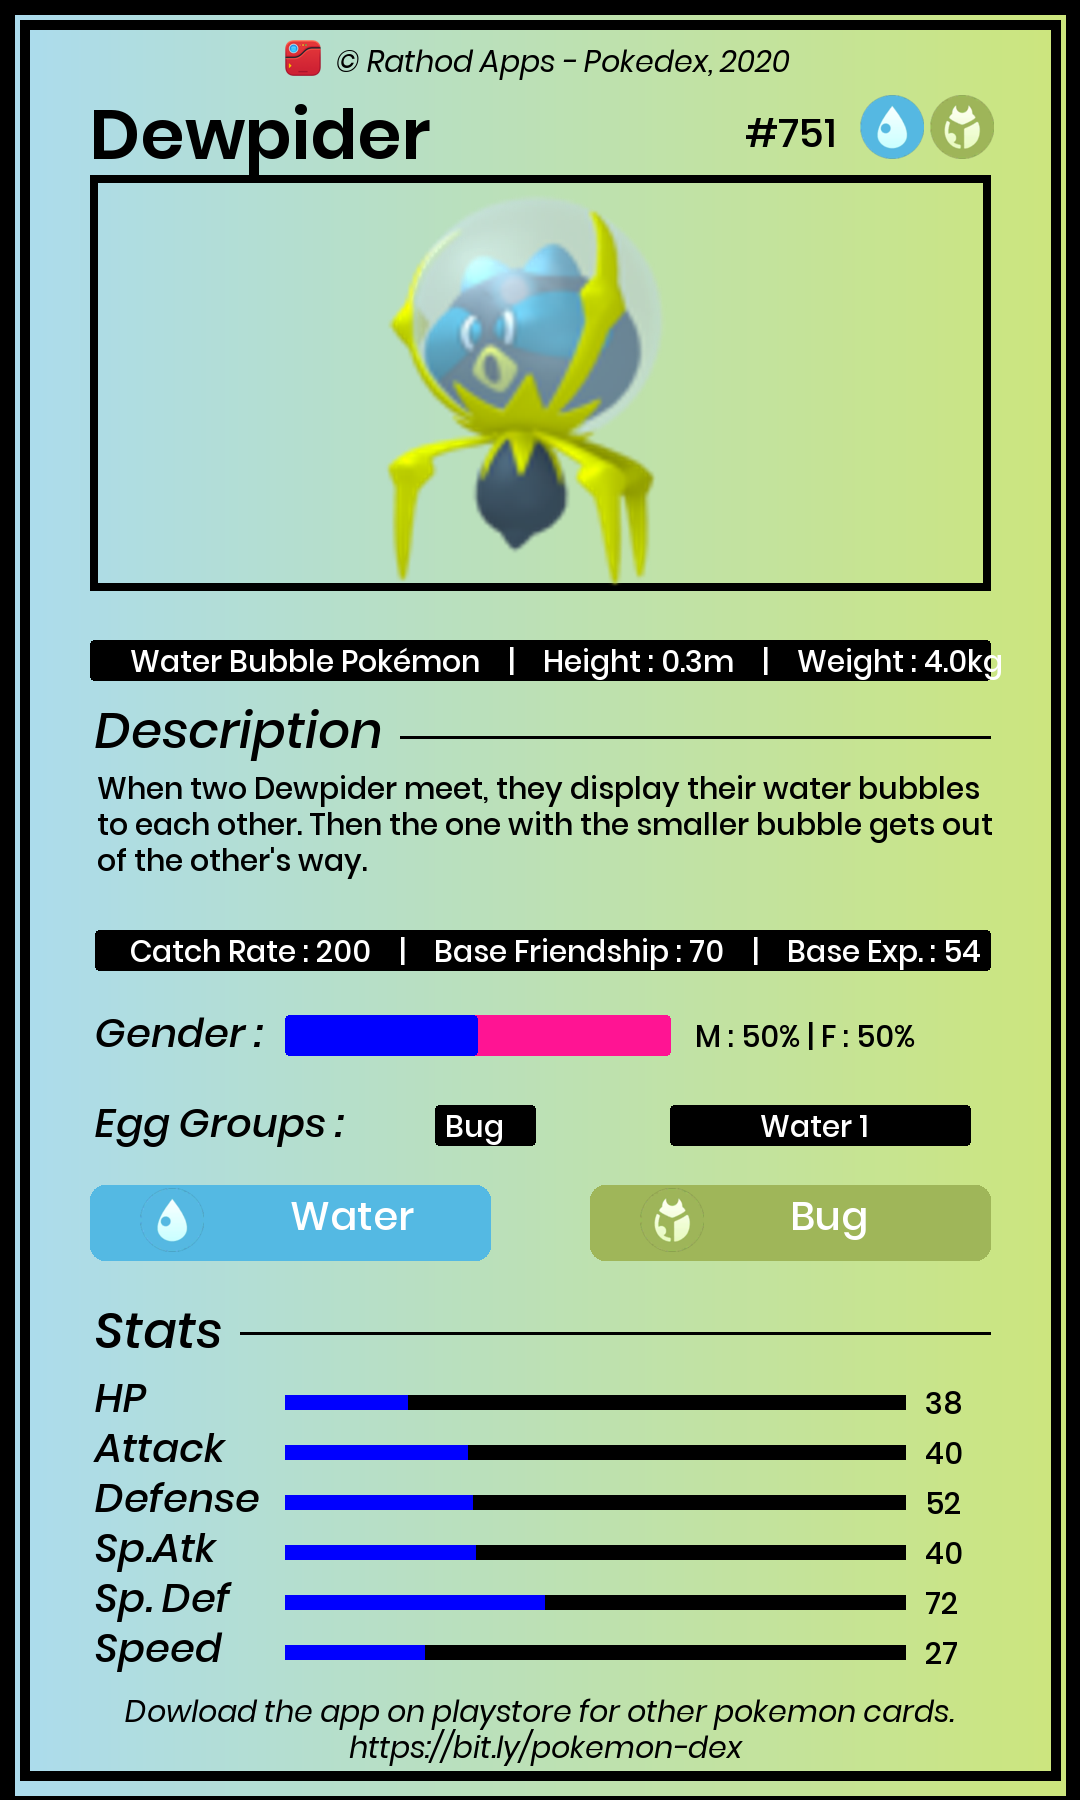 © Rathod Apps - Pokedex, 2020
Dewpider #751
Water Bubble Pokémon | Height : 0.3m | Weight : 4.0kg
Description
When two Dewpider meet, they display their water bubbles
to each other. Then the one with the smaller bubble gets out
of the other's way.
Catch Rate : 200 | Base Friendship : 70 | Base Exp. : 54
Gender : M : 50% | F : 50%
Egg Groups : Bug Water 1
Water Bug
Stats
HP 38
Attack 40
Defense 52
Sp.Atk 40
Sp. Def 72
Speed 27
Dowload the app on playstore for other pokemon cards.
https://bit.ly/pokemon-dex